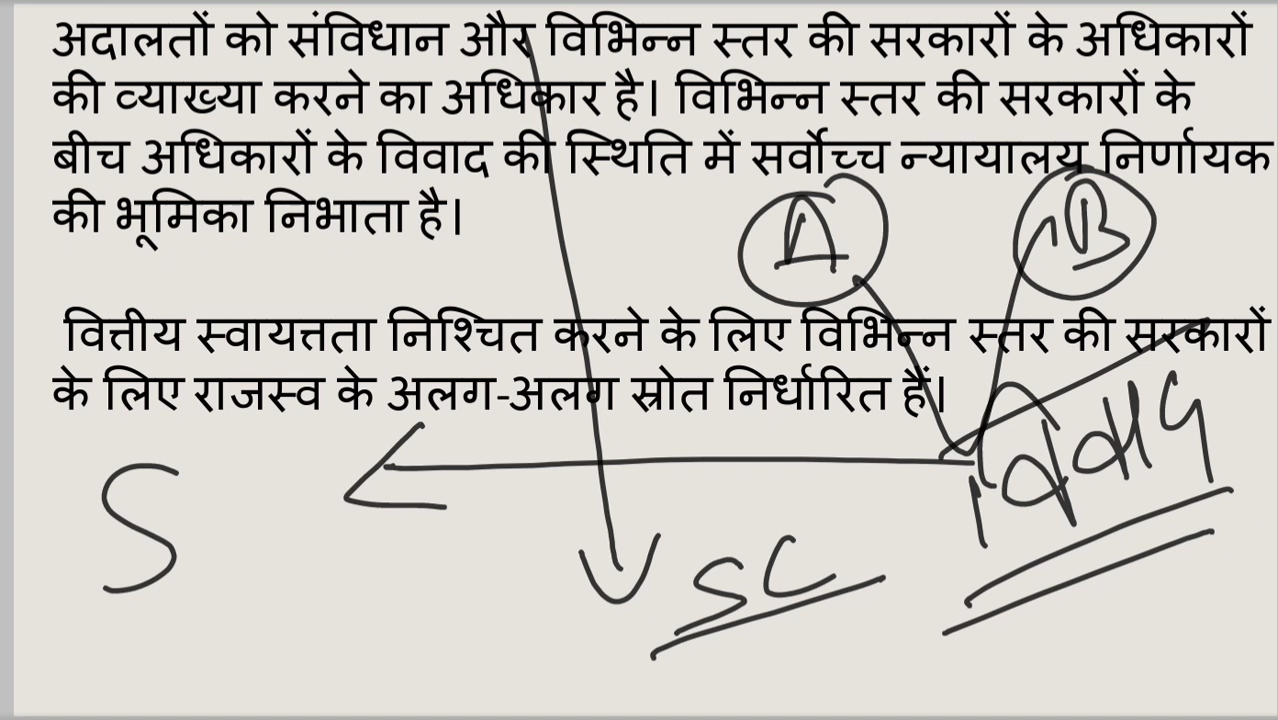 अदालतों को संविधान और विभिन्न स्तर की सरकारों के अधिकारों
की व्याख्या करने का अधिकार है। विभिन्न स्तर की सरकारों के
बीच अधिकारों के विवाद की स्थिति में सर्वोच्च न्यायालय निर्णायक
की भूमिका निभाता है।
A B
वित्तीय स्वायत्तता निश्चित करने के लिए विभिन्न स्तर की सरकारों
के लिए राजस्व के अलग-अलग स्रोत निर्धारित हैं।
विवाद
S
SC